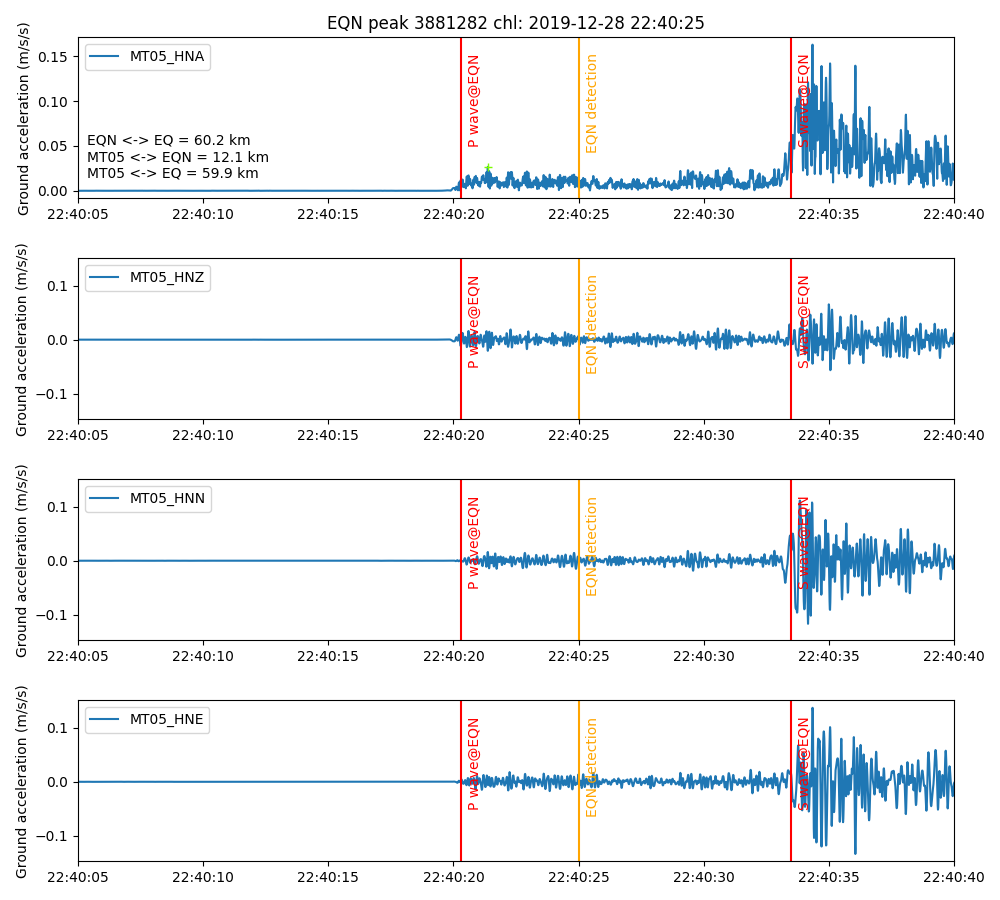 EQN peak 3881282 chl: 2019-12-28 22:40:25
Ground acceleration (m/s/s)
0.15
0.10
0.05
0.00
MT05_HNA
EQN <-> EQ = 60.2 km
MT05 <-> EQN = 12.1 km
MT05 <-> EQ = 59.9 km
P wave@EQN
EQN detection
S wave@EQN
22:40:05 22:40:10 22:40:15 22:40:20 22:40:25 22:40:30 22:40:35 22:40:40
Ground acceleration (m/s/s)
0.1
0.0
−0.1
MT05_HNZ
P wave@EQN
EQN detection
S wave@EQN
22:40:05 22:40:10 22:40:15 22:40:20 22:40:25 22:40:30 22:40:35 22:40:40
Ground acceleration (m/s/s)
0.1
0.0
−0.1
MT05_HNN
P wave@EQN
EQN detection
S wave@EQN
22:40:05 22:40:10 22:40:15 22:40:20 22:40:25 22:40:30 22:40:35 22:40:40
Ground acceleration (m/s/s)
0.1
0.0
−0.1
MT05_HNE
P wave@EQN
EQN detection
S wave@EQN
22:40:05 22:40:10 22:40:15 22:40:20 22:40:25 22:40:30 22:40:35 22:40:40